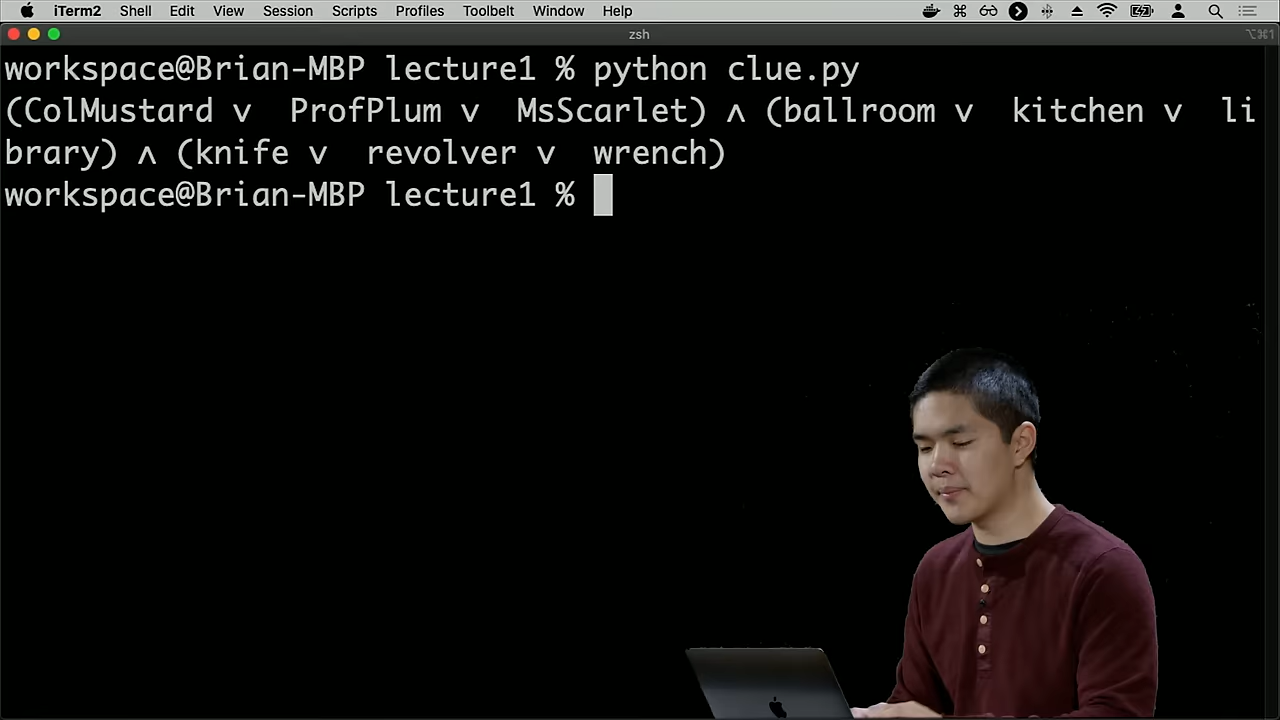 iTerm2 Shell Edit View Session Scripts Profiles Toolbelt Window Help
zsh ⌥⌘1
workspace@Brian-MBP lecture1 % python clue.py
(ColMustard ∨  ProfPlum ∨  MsScarlet) ∧ (ballroom ∨  kitchen ∨  li
brary) ∧ (knife ∨  revolver ∨  wrench)
workspace@Brian-MBP lecture1 %